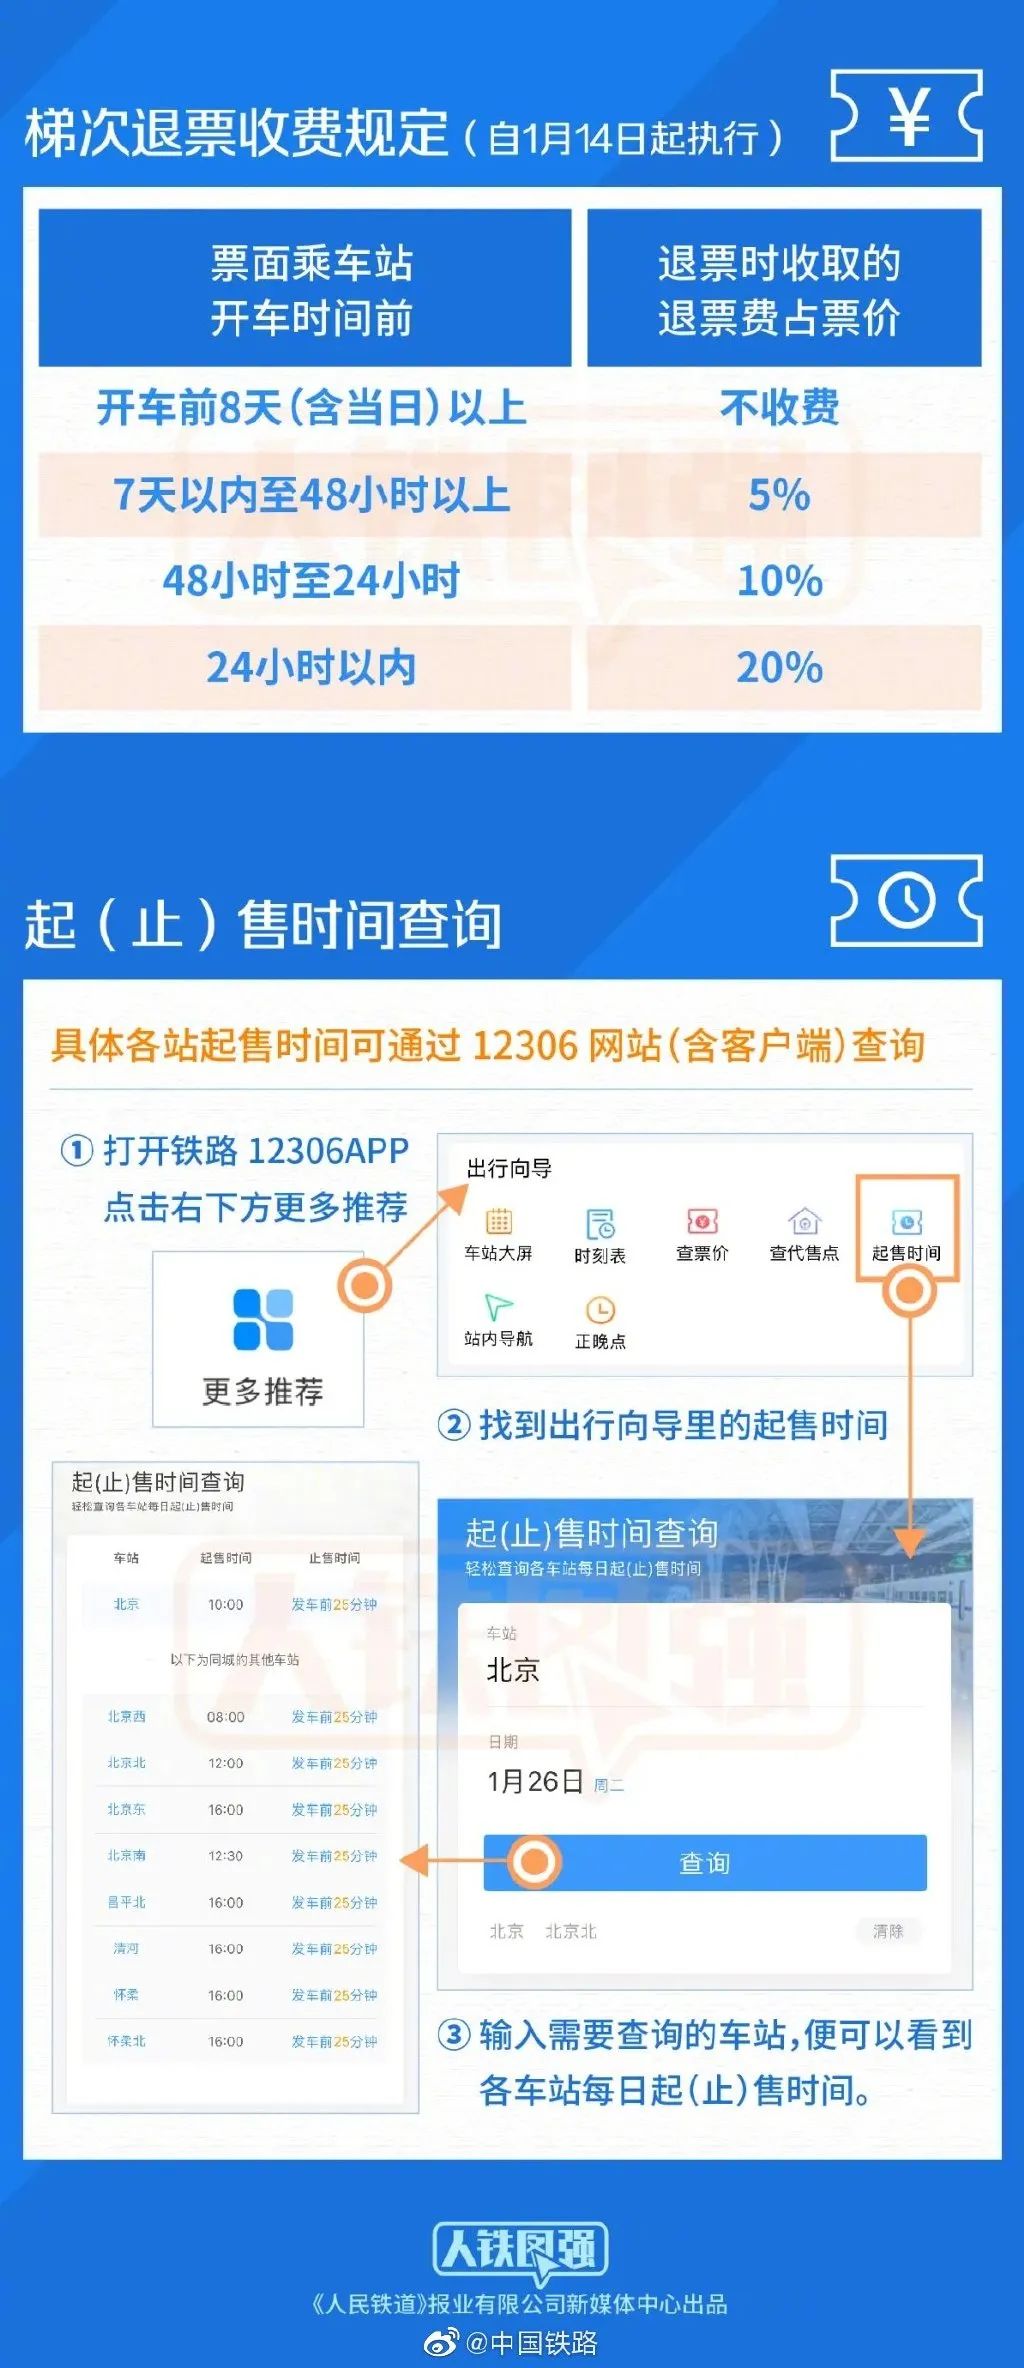 梯次退票收费规定（自1月14日起执行）
¥
票面乘车站
开车时间前
退票时收取的
退票费占票价
开车前8天（含当日）以上
不收费
7天以内至48小时以上
5%
48小时至24小时
10%
24小时以内
20%
起（止）售时间查询
具体各站起售时间可通过 12306 网站（含客户端）查询
① 打开铁路 12306APP
点击右下方更多推荐
更多推荐
出行向导
车站大屏 时刻表 查票价 查代售点 起售时间
站内导航 正晚点
② 找到出行向导里的起售时间
起(止)售时间查询
轻松查询各车站每日起(止)售时间
车站 起售时间 止售时间
北京 10:00 发车前25分钟
以下为同城的其他车站
北京西 08:00 发车前25分钟
北京北 12:00 发车前25分钟
北京东 16:00 发车前25分钟
北京南 12:30 发车前25分钟
昌平北 16:00 发车前25分钟
清河 16:00 发车前25分钟
怀柔 16:00 发车前25分钟
怀柔北 16:00 发车前25分钟
起(止)售时间查询
轻松查询各车站每日起(止)售时间
车站
北京
日期
1月26日 周二
查询
北京 北京北 清除
③ 输入需要查询的车站，便可以看到
各车站每日起（止）售时间。
人铁图强
《人民铁道》报业有限公司新媒体中心出品
@中国铁路